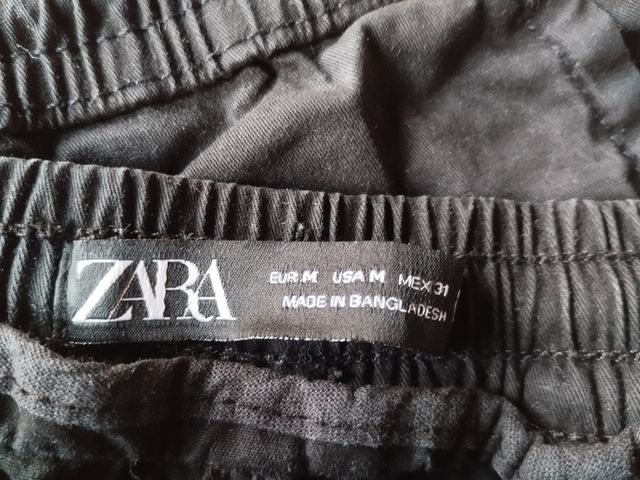 ZARA
EUR M USA M MEX 31
MADE IN BANGLADESH